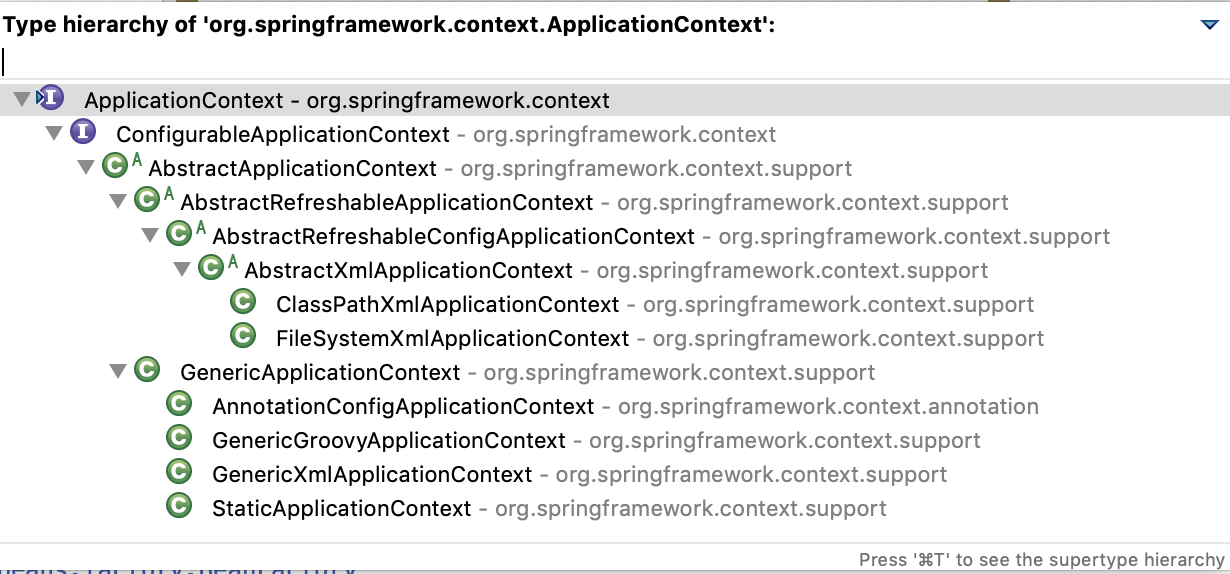 Type hierarchy of 'org.springframework.context.ApplicationContext':
I ApplicationContext - org.springframework.context
I ConfigurableApplicationContext - org.springframework.context
C A AbstractApplicationContext - org.springframework.context.support
C A AbstractRefreshableApplicationContext - org.springframework.context.support
C A AbstractRefreshableConfigApplicationContext - org.springframework.context.support
C A AbstractXmlApplicationContext - org.springframework.context.support
C ClassPathXmlApplicationContext - org.springframework.context.support
C FileSystemXmlApplicationContext - org.springframework.context.support
C GenericApplicationContext - org.springframework.context.support
C AnnotationConfigApplicationContext - org.springframework.context.annotation
C GenericGroovyApplicationContext - org.springframework.context.support
C GenericXmlApplicationContext - org.springframework.context.support
C StaticApplicationContext - org.springframework.context.support
Press '⌘T' to see the supertype hierarchy